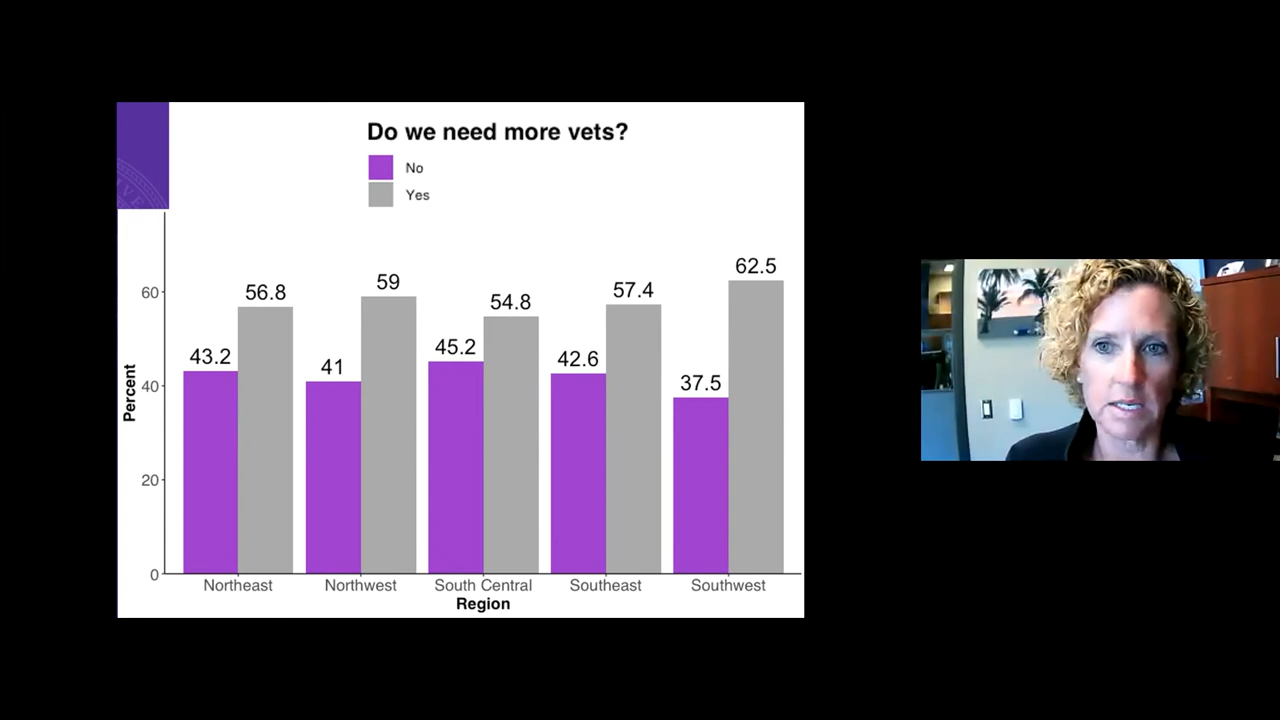 Do we need more vets?
No
Yes
62.5
59
57.4
56.8
54.8
45.2
43.2
42.6
41
37.5
60
40
20
0
Percent
Northeast Northwest South Central Southeast Southwest
Region